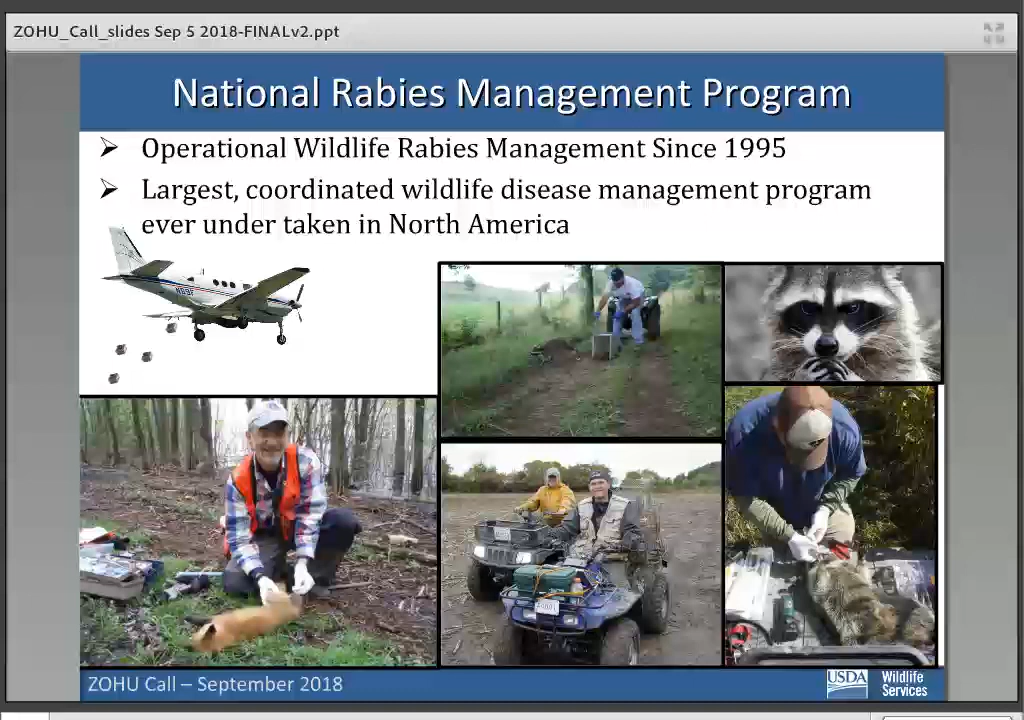 ZOHU_Call_slides Sep 5 2018-FINALv2.ppt
National Rabies Management Program
Operational Wildlife Rabies Management Since 1995
Largest, coordinated wildlife disease management program
ever under taken in North America
ZOHU Call – September 2018
USDA
Wildlife
Services